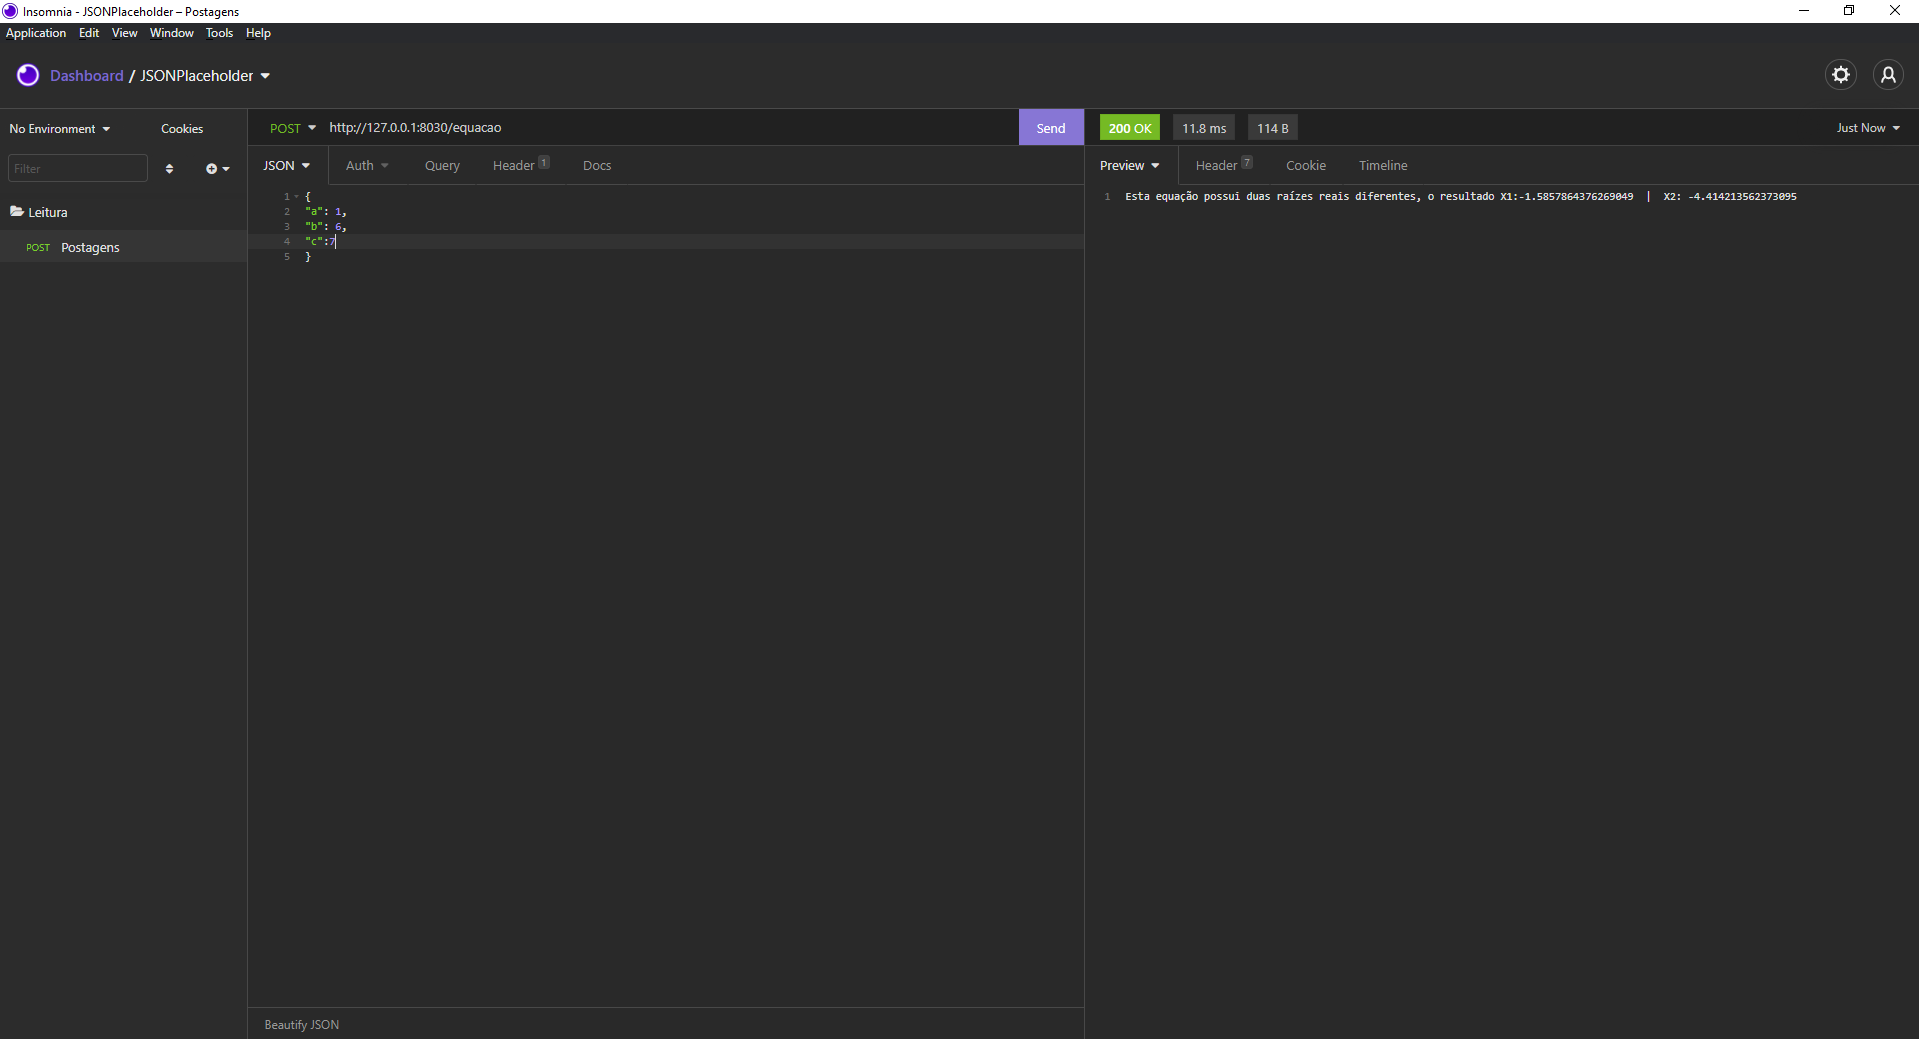 Insomnia - JSONPlaceholder – Postagens
Application Edit View Window Tools Help
Dashboard / JSONPlaceholder
No Environment Cookies
Filter
Leitura
POST Postagens
POST http://127.0.0.1:8030/equacao Send
JSON Auth Query Header 1 Docs
1 {
2 "a": 1,
3 "b": 6,
4 "c":7
5 }
Beautify JSON
200 OK 11.8 ms 114 B Just Now
Preview Header 7 Cookie Timeline
1 Esta equação possui duas raízes reais diferentes, o resultado X1:-1.5857864376269049 | X2: -4.414213562373095